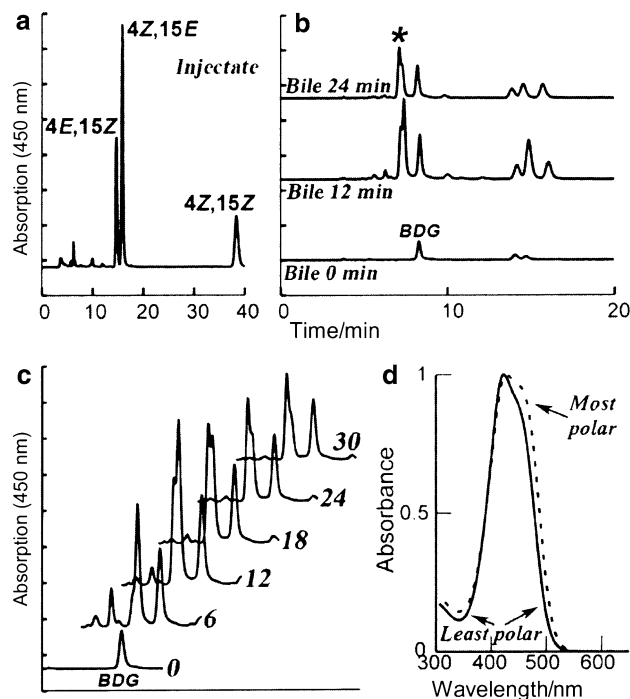 a
4Z,15E
Injectate
4E,15Z
4Z,15Z
Absorption (450 nm)
0 10 20 30 40
b
*
Bile 24 min
Bile 12 min
BDG
Bile 0 min
0 10 20
Time/min
c
Absorption (450 nm)
30
24
18
12
6
0
BDG
d
1
Most
polar
0.5
Absorbance
Least polar
0
300 400 500 600
Wavelength/nm